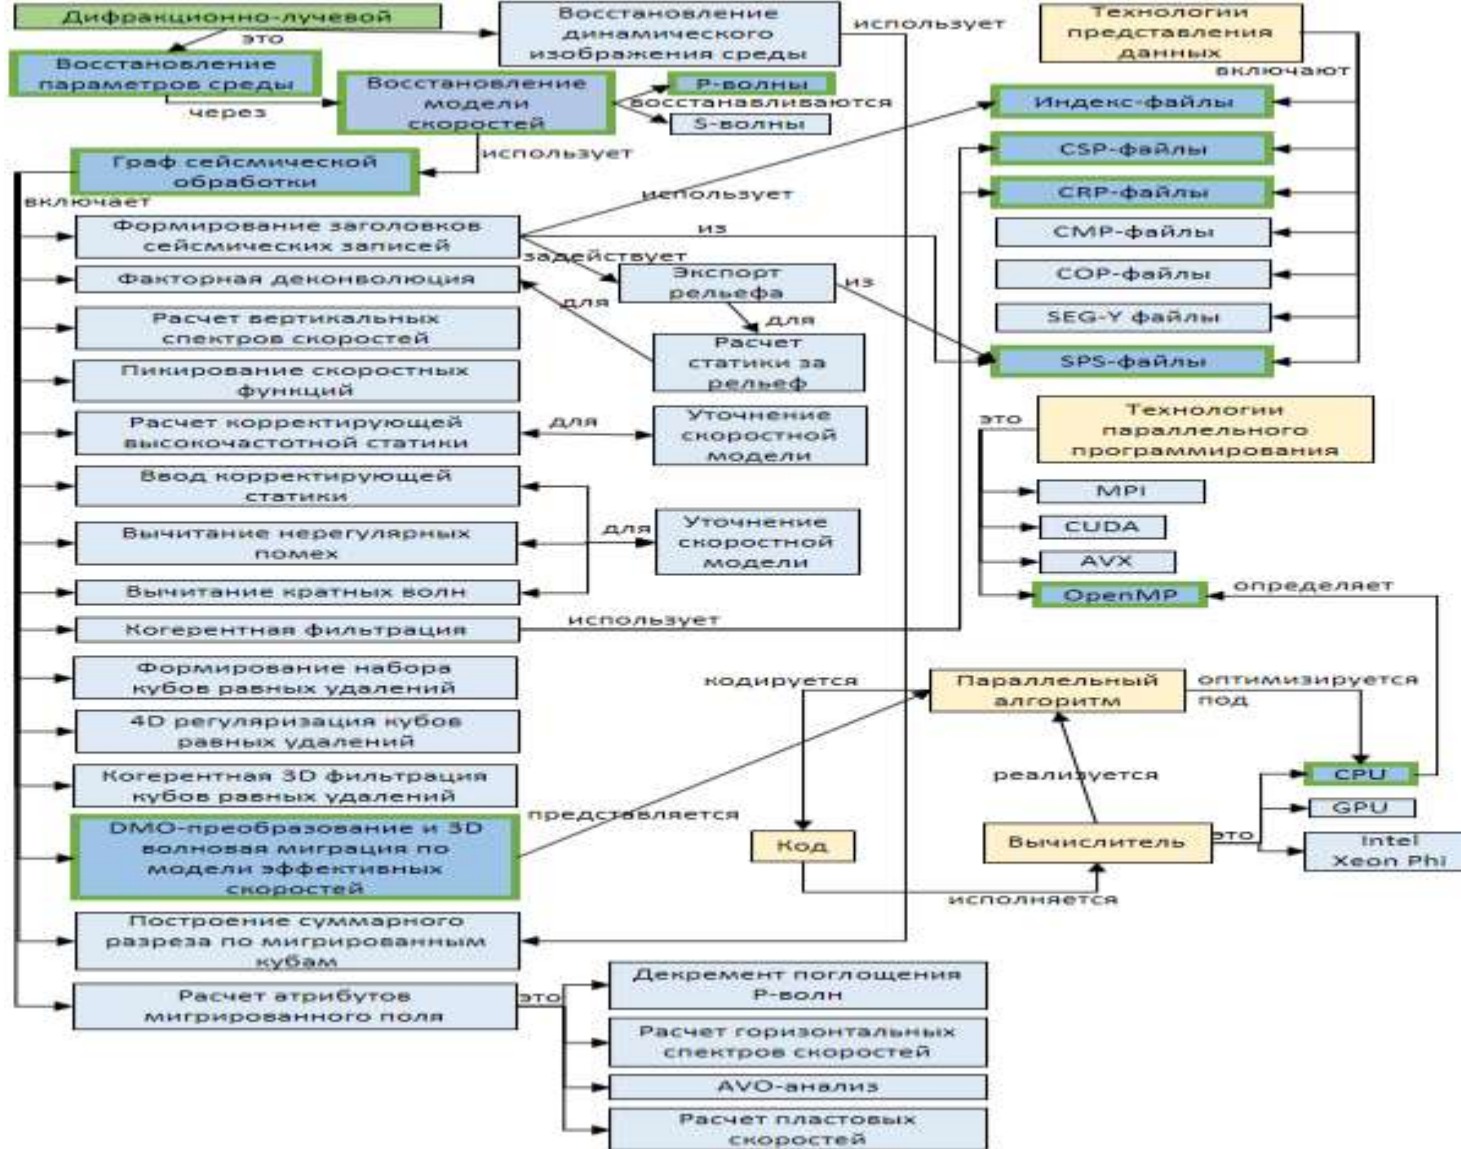 Дифракционно-лучевой
это
Восстановление
динамического
изображения среды
использует
Технологии
представления
данных
включают
Восстановление
параметров среды
через
Восстановление
модели
скоростей
P-волны
восстанавливаются
S-волны
использует
Граф сейсмической
обработки
включает
Индекс-файлы
CSP-файлы
CRP-файлы
CMP-файлы
COP-файлы
SEG-Y файлы
SPS-файлы
Формирование заголовков
сейсмических записей
использует
из
задействует
Экспорт
рельефа
из
для
для
Расчет
статики за
рельеф
Факторная деконволюция
Расчет вертикальных
спектров скоростей
Пикирование скоростных
функций
Расчет корректирующей
высокочастотной статики
для
Уточнение
скоростной
модели
Ввод корректирующей
статики
Вычитание нерегулярных
помех
для
Уточнение
скоростной
модели
Вычитание кратных волн
Когерентная фильтрация
использует
Формирование набора
кубов равных удалений
4D регуляризация кубов
равных удалений
Когерентная 3D фильтрация
кубов равных удалений
DMO-преобразование и 3D
волновая миграция по
модели эффективных
скоростей
представляется
Построение суммарного
разреза по мигрированным
кубам
Расчет атрибутов
мигрированного поля
это
Декремент поглощения
P-волн
Расчет горизонтальных
спектров скоростей
AVO-анализ
Расчет пластовых
скоростей
это
Технологии
параллельного
программирования
MPI
CUDA
AVX
OpenMP
определяет
кодируется
Параллельный
алгоритм
оптимизируется
под
реализуется
CPU
GPU
Intel
Xeon Phi
Код
Вычислитель
это
исполняется